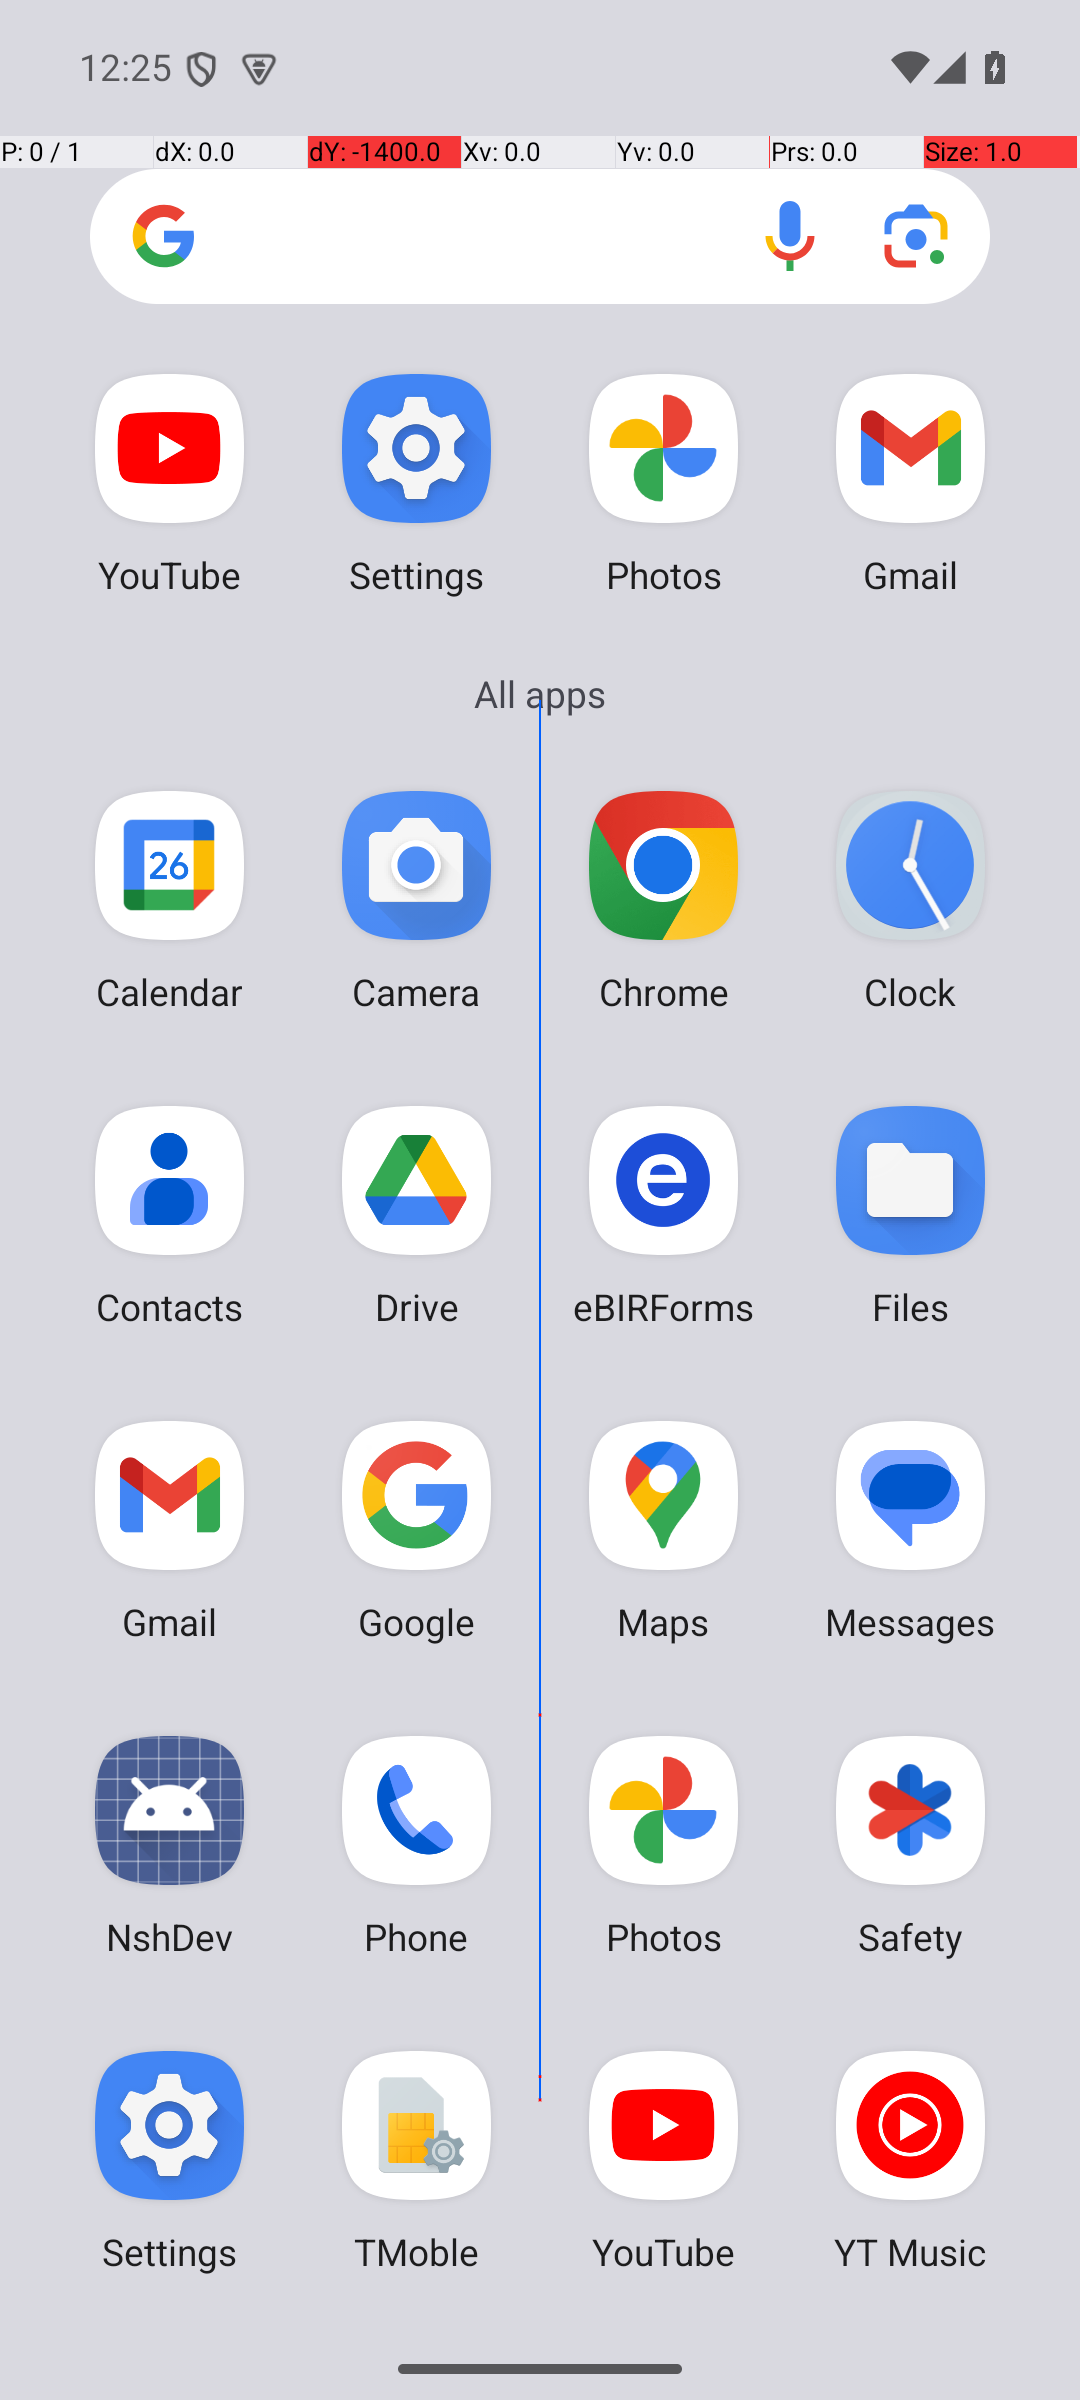 12:25
P: 0 / 1 dX: 0.0 dY: -1400.0 Xv: 0.0 Yv: 0.0 Prs: 0.0 Size: 1.0
YouTube Settings Photos Gmail
All apps
26
Calendar Camera Chrome Clock
Contacts Drive eBIRForms Files
Gmail Google Maps Messages
NshDev Phone Photos Safety
Settings TMoble YouTube YT Music